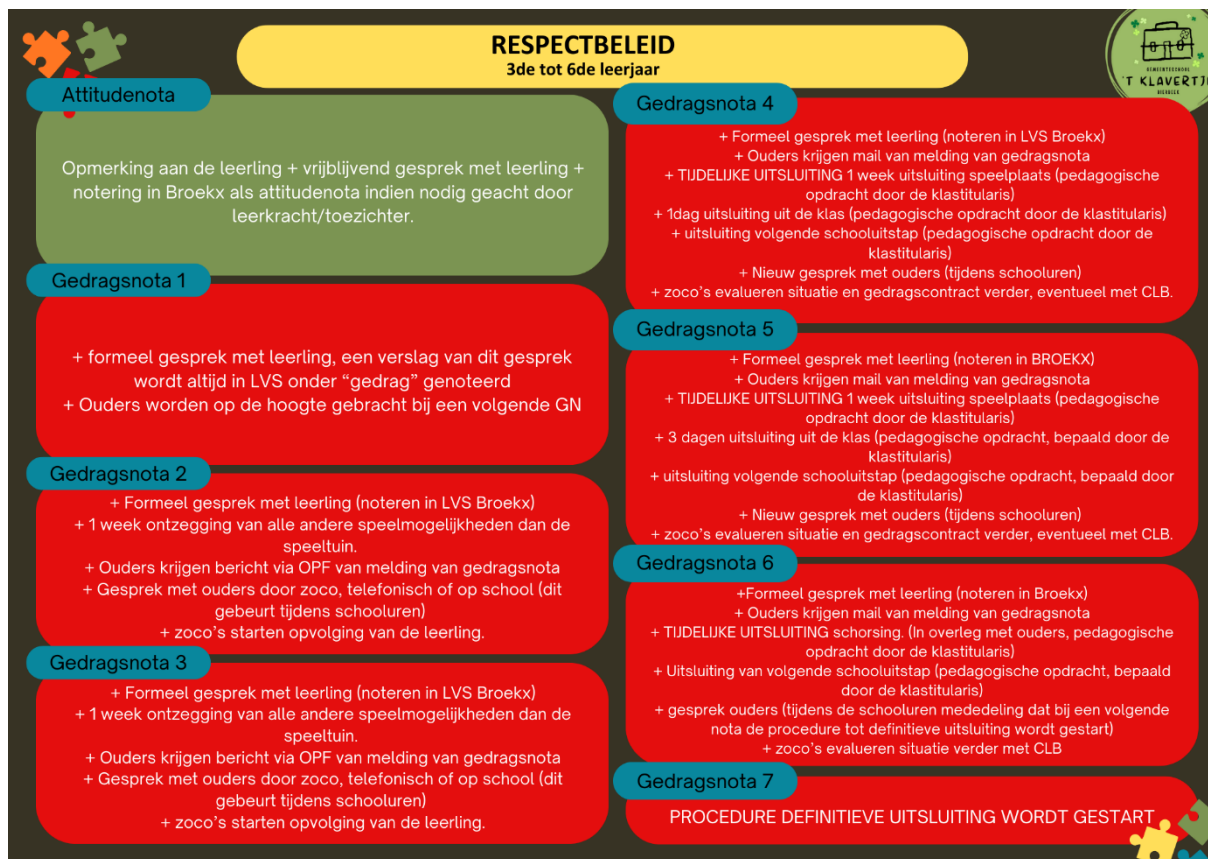 RESPECTBELEID
3de tot 6de leerjaar
GEMEENTESCHOOL
'T KLAVERTJE
BIERBEEK
Attitudenota
Opmerking aan de leerling + vrijblijvend gesprek met leerling +
notering in Broekx als attitudenota indien nodig geacht door
leerkracht/toezichter.
Gedragsnota 1
+ formeel gesprek met leerling, een verslag van dit gesprek
wordt altijd in LVS onder “gedrag” genoteerd
+ Ouders worden op de hoogte gebracht bij een volgende GN
Gedragsnota 2
+ Formeel gesprek met leerling (noteren in LVS Broekx)
+ 1 week ontzegging van alle andere speelmogelijkheden dan de
speeltuin.
+ Ouders krijgen bericht via OPF van melding van gedragsnota
+ Gesprek met ouders door zoco, telefonisch of op school (dit
gebeurt tijdens schooluren)
+ zoco’s starten opvolging van de leerling.
Gedragsnota 3
+ Formeel gesprek met leerling (noteren in LVS Broekx)
+ 1 week ontzegging van alle andere speelmogelijkheden dan de
speeltuin.
+ Ouders krijgen bericht via OPF van melding van gedragsnota
+ Gesprek met ouders door zoco, telefonisch of op school (dit
gebeurt tijdens schooluren)
+ zoco’s starten opvolging van de leerling.
Gedragsnota 4
+ Formeel gesprek met leerling (noteren in LVS Broekx)
+ Ouders krijgen mail van melding van gedragsnota
+ TIJDELIJKE UITSLUITING 1 week uitsluiting speelplaats (pedagogische
opdracht door de klastitularis)
+ 1dag uitsluiting uit de klas (pedagogische opdracht door de klastitularis)
+ uitsluiting volgende schooluitstap (pedagogische opdracht door de
klastitularis)
+ Nieuw gesprek met ouders (tijdens schooluren)
+ zoco’s evalueren situatie en gedragscontract verder, eventueel met CLB.
Gedragsnota 5
+ Formeel gesprek met leerling (noteren in BROEKX)
+ Ouders krijgen mail van melding van gedragsnota
+ TIJDELIJKE UITSLUITING 1 week uitsluiting speelplaats (pedagogische
opdracht door de klastitularis)
+ 3 dagen uitsluiting uit de klas (pedagogische opdracht, bepaald door de
klastitularis)
+ uitsluiting volgende schooluitstap (pedagogische opdracht, bepaald door
de klastitularis)
+ Nieuw gesprek met ouders (tijdens schooluren)
+ zoco’s evalueren situatie en gedragscontract verder, eventueel met CLB.
Gedragsnota 6
+Formeel gesprek met leerling (noteren in Broekx)
+ Ouders krijgen mail van melding van gedragsnota
+ TIJDELIJKE UITSLUITING schorsing. (In overleg met ouders, pedagogische
opdracht door de klastitularis)
+ Uitsluiting van volgende schooluitstap (pedagogische opdracht, bepaald
door de klastitularis)
+ gesprek ouders (tijdens de schooluren mededeling dat bij een volgende
nota de procedure tot definitieve uitsluiting wordt gestart)
+ zoco’s evalueren situatie verder met CLB
Gedragsnota 7
PROCEDURE DEFINITIEVE UITSLUITING WORDT GESTART